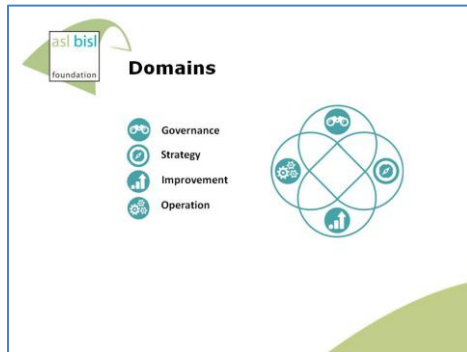 asl bisl
foundation
Domains
Governance
Strategy
Improvement
Operation